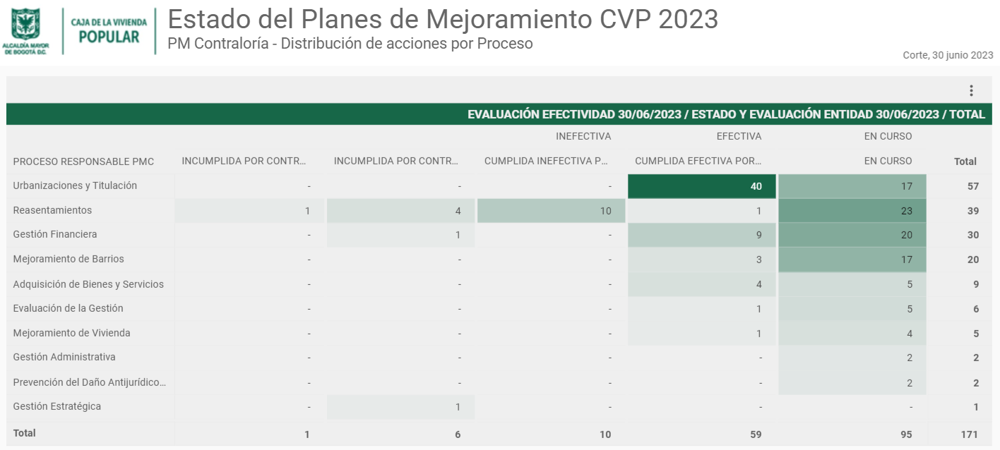 ALCALDÍA MAYOR
DE BOGOTÁ D.C.
CAJA DE LA VIVIENDA
POPULAR
Estado del Planes de Mejoramiento CVP 2023
PM Contraloría - Distribución de acciones por Proceso
Corte, 30 junio 2023
EVALUACIÓN EFECTIVIDAD 30/06/2023 / ESTADO Y EVALUACIÓN ENTIDAD 30/06/2023 / TOTAL
INEFECTIVA EFECTIVA EN CURSO
PROCESO RESPONSABLE PMC INCUMPLIDA POR CONTR... INCUMPLIDA POR CONTR... CUMPLIDA INEFECTIVA P... CUMPLIDA EFECTIVA POR... EN CURSO Total
Urbanizaciones y Titulación - - - 40 17 57
Reasentamientos 1 4 10 1 23 39
Gestión Financiera - 1 - 9 20 30
Mejoramiento de Barrios - - - 3 17 20
Adquisición de Bienes y Servicios - - - 4 5 9
Evaluación de la Gestión - - - 1 5 6
Mejoramiento de Vivienda - - - 1 4 5
Gestión Administrativa - - - - 2 2
Prevención del Daño Antijurídico... - - - - 2 2
Gestión Estratégica - 1 - - - 1
Total 1 6 10 59 95 171